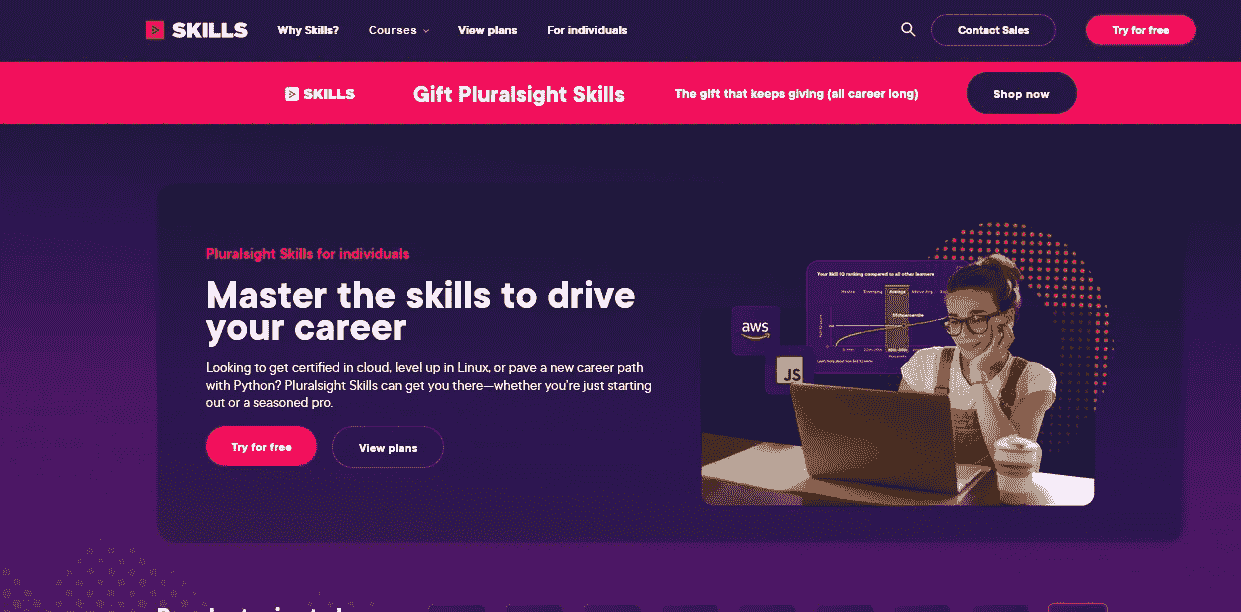 SKILLS
Why Skills?
Courses
View plans
For individuals
Contact Sales
Try for free
SKILLS
Gift Pluralsight Skills
The gift that keeps giving (all career long)
Shop now
Pluralsight Skills for individuals
Master the skills to drive
your career
Looking to get certified in cloud, level up in Linux, or pave a new career path
with Python? Pluralsight Skills can get you there—whether you're just starting
out or a seasoned pro.
Try for free
View plans
Your Skill IQ ranking compared to all other learners
aws
JS